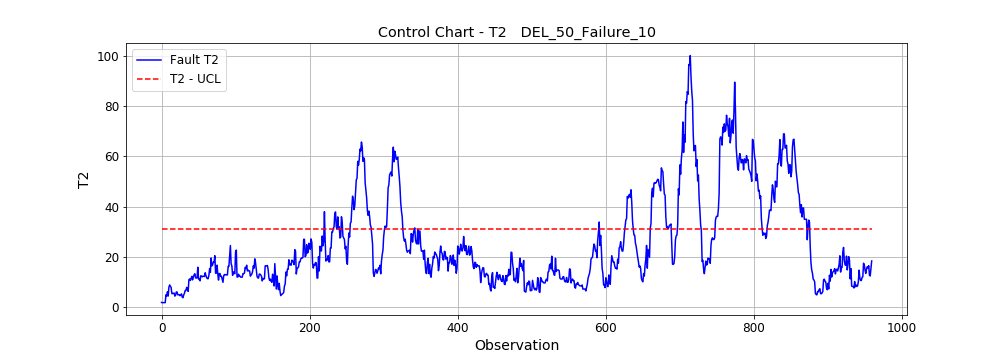 Control Chart - T2   DEL_50_Failure_10
Fault T2
T2 - UCL
T2
100
80
60
40
20
0
0 200 400 600 800 1000
Observation